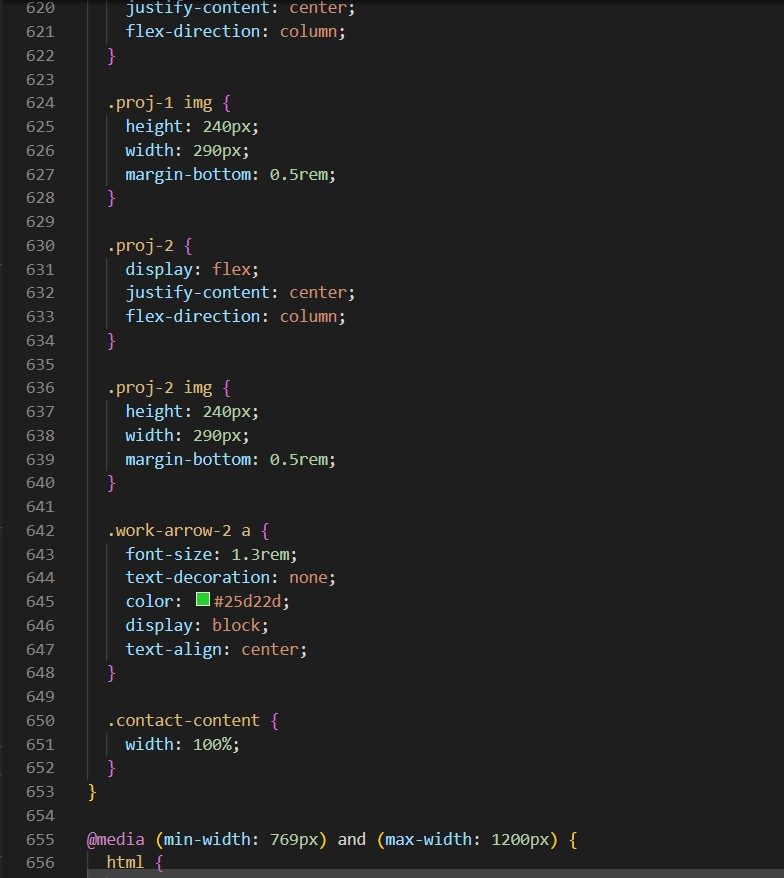 620 justify-content: center;
621 flex-direction: column;
622 }
623
624 .proj-1 img {
625 height: 240px;
626 width: 290px;
627 margin-bottom: 0.5rem;
628 }
629
630 .proj-2 {
631 display: flex;
632 justify-content: center;
633 flex-direction: column;
634 }
635
636 .proj-2 img {
637 height: 240px;
638 width: 290px;
639 margin-bottom: 0.5rem;
640 }
641
642 .work-arrow-2 a {
643 font-size: 1.3rem;
644 text-decoration: none;
645 color: #25d22d;
646 display: block;
647 text-align: center;
648 }
649
650 .contact-content {
651 width: 100%;
652 }
653 }
654
655 @media (min-width: 769px) and (max-width: 1200px) {
656 html {